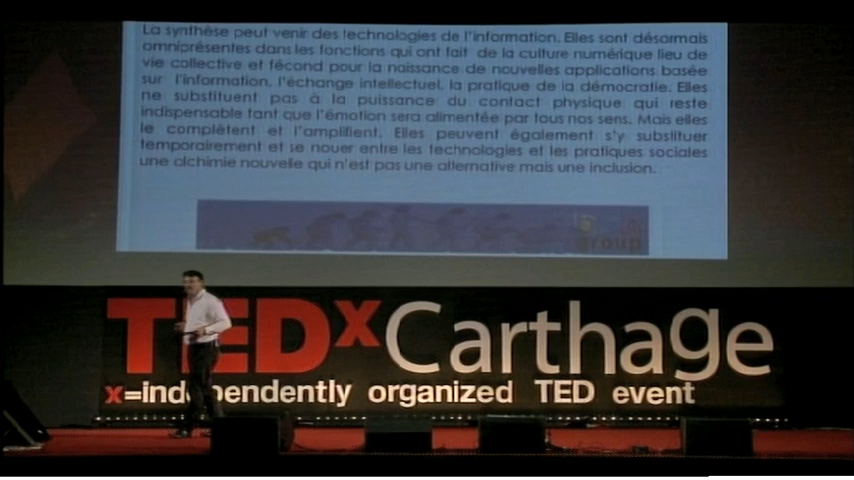 La synthèse peut venir des technologies de l'information. Elles sont désormais
omniprésentes dans les fonctions qui ont fait de la culture numérique lieu de
vie collective et fécond pour la naissance de nouvelles applications basée
sur l'information, l'échange intellectuel, la pratique de la démocratie. Elles
ne substituent pas à la puissance du contact physique qui reste
indispensable tant que l'émotion sera alimentée par tous nos sens. Mais elles
le complètent et l'amplifient. Elles peuvent également s'y substituer
temporairement et se nouer entre les technologies et les pratiques sociales
une alchimie nouvelle qui n'est pas une alternative mais une inclusion.
group
TEDxCarthage
x=independently organized TED event